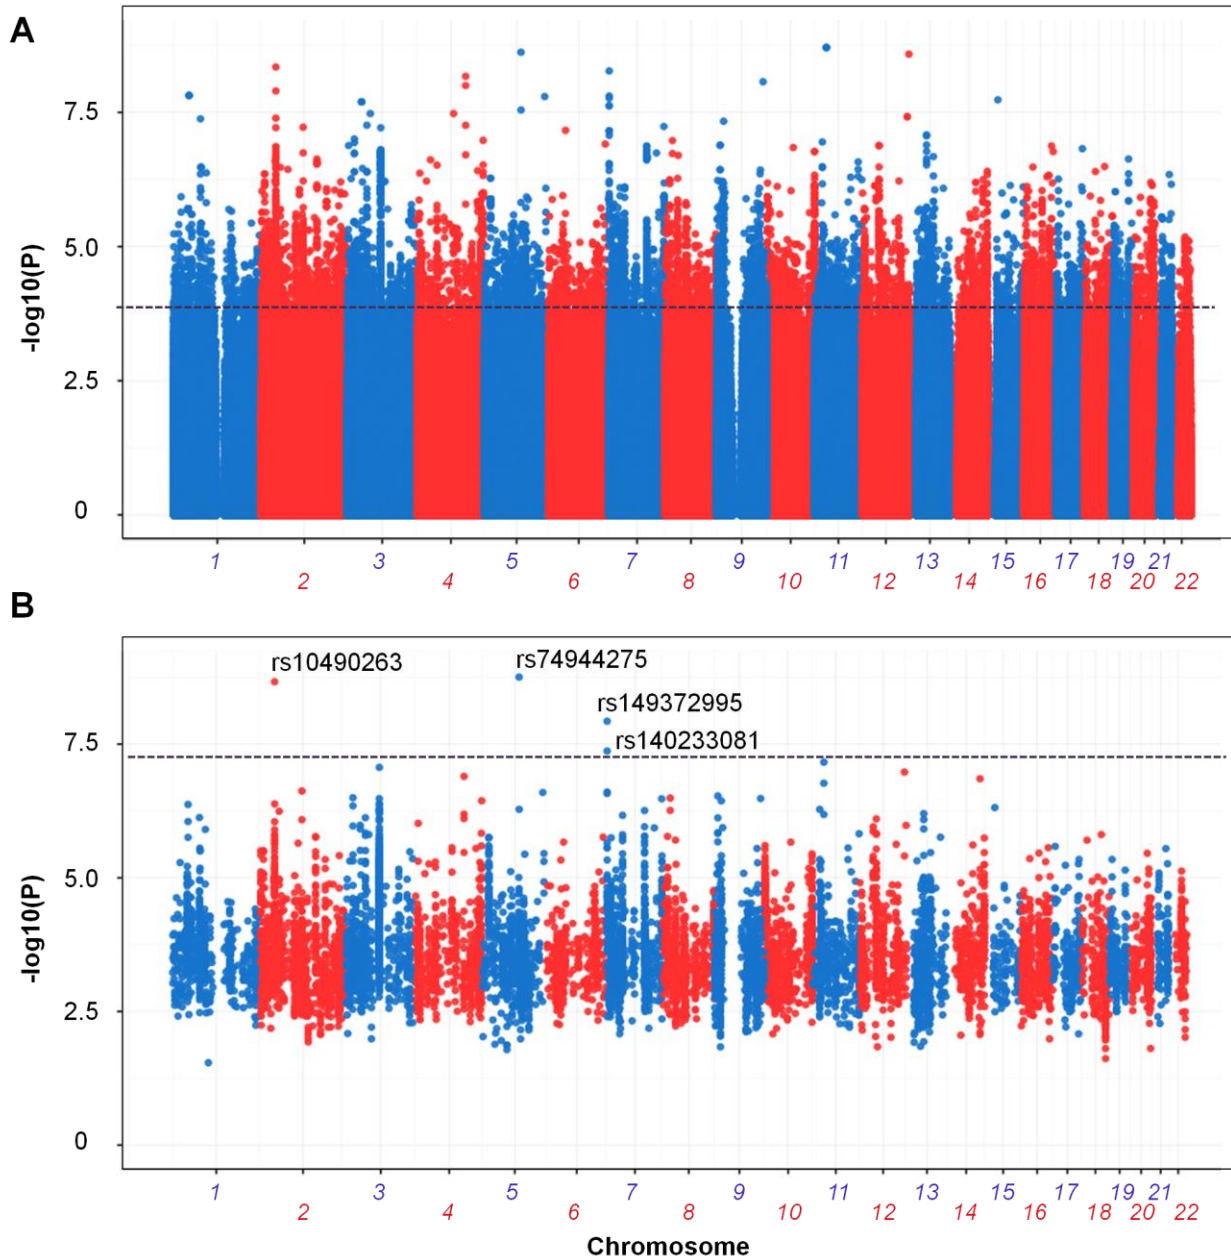 A
7.5
5.0
2.5
0
-log10(P)
1 3 5 7 9 11 13 15 17 19 21
2 4 6 8 10 12 14 16 18 20 22
B
rs10490263
rs74944275
rs149372995
rs140233081
7.5
5.0
2.5
0
-log10(P)
1 3 5 7 9 11 13 15 17 19 21
2 4 6 8 10 12 14 16 18 20 22
Chromosome